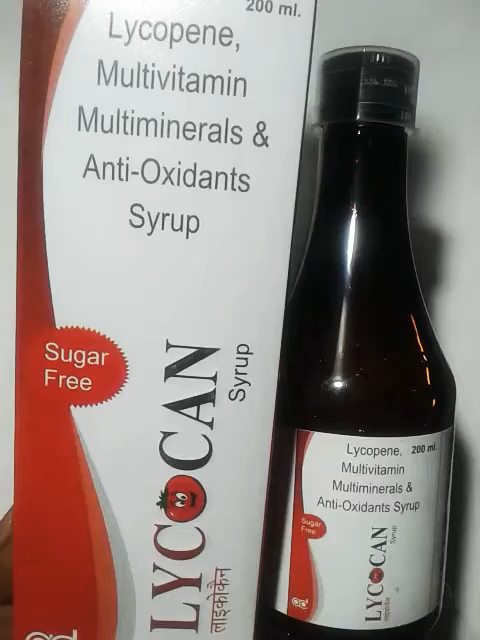 200 ml.
Lycopene,
Multivitamin
Multiminerals &
Anti-Oxidants
Syrup
Sugar
Free
LYCOCAN
Syrup
लाइकोकैन
Lycopene, 200 ml.
Multivitamin
Multiminerals &
Anti-Oxidants Syrup
Sugar
Free
LYCOCAN
Syrup
लाइकोकैन